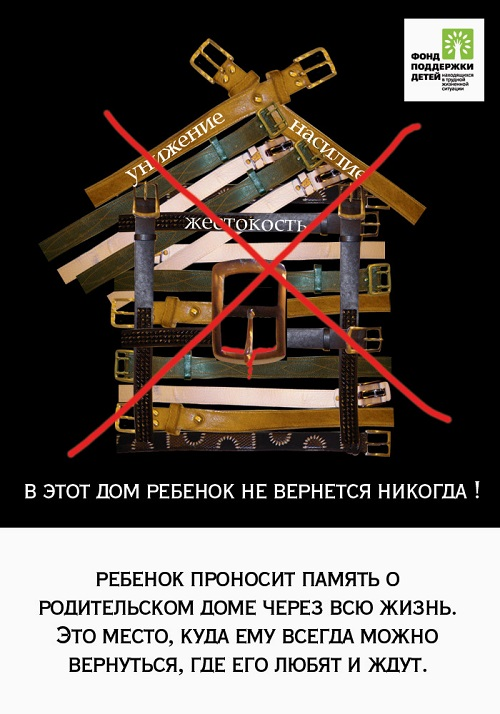 ФОНД
ПОДДЕРЖКИ
ДЕТЕЙ НАХОДЯЩИХСЯ
В ТРУДНОЙ
ЖИЗНЕННОЙ
СИТУАЦИИ
унижение
насилие
жестокость
В ЭТОТ ДОМ РЕБЕНОК НЕ ВЕРНЕТСЯ НИКОГДА !
РЕБЕНОК ПРОНОСИТ ПАМЯТЬ О
РОДИТЕЛЬСКОМ ДОМЕ ЧЕРЕЗ ВСЮ ЖИЗНЬ.
ЭТО МЕСТО, КУДА ЕМУ ВСЕГДА МОЖНО
ВЕРНУТЬСЯ, ГДЕ ЕГО ЛЮБЯТ И ЖДУТ.